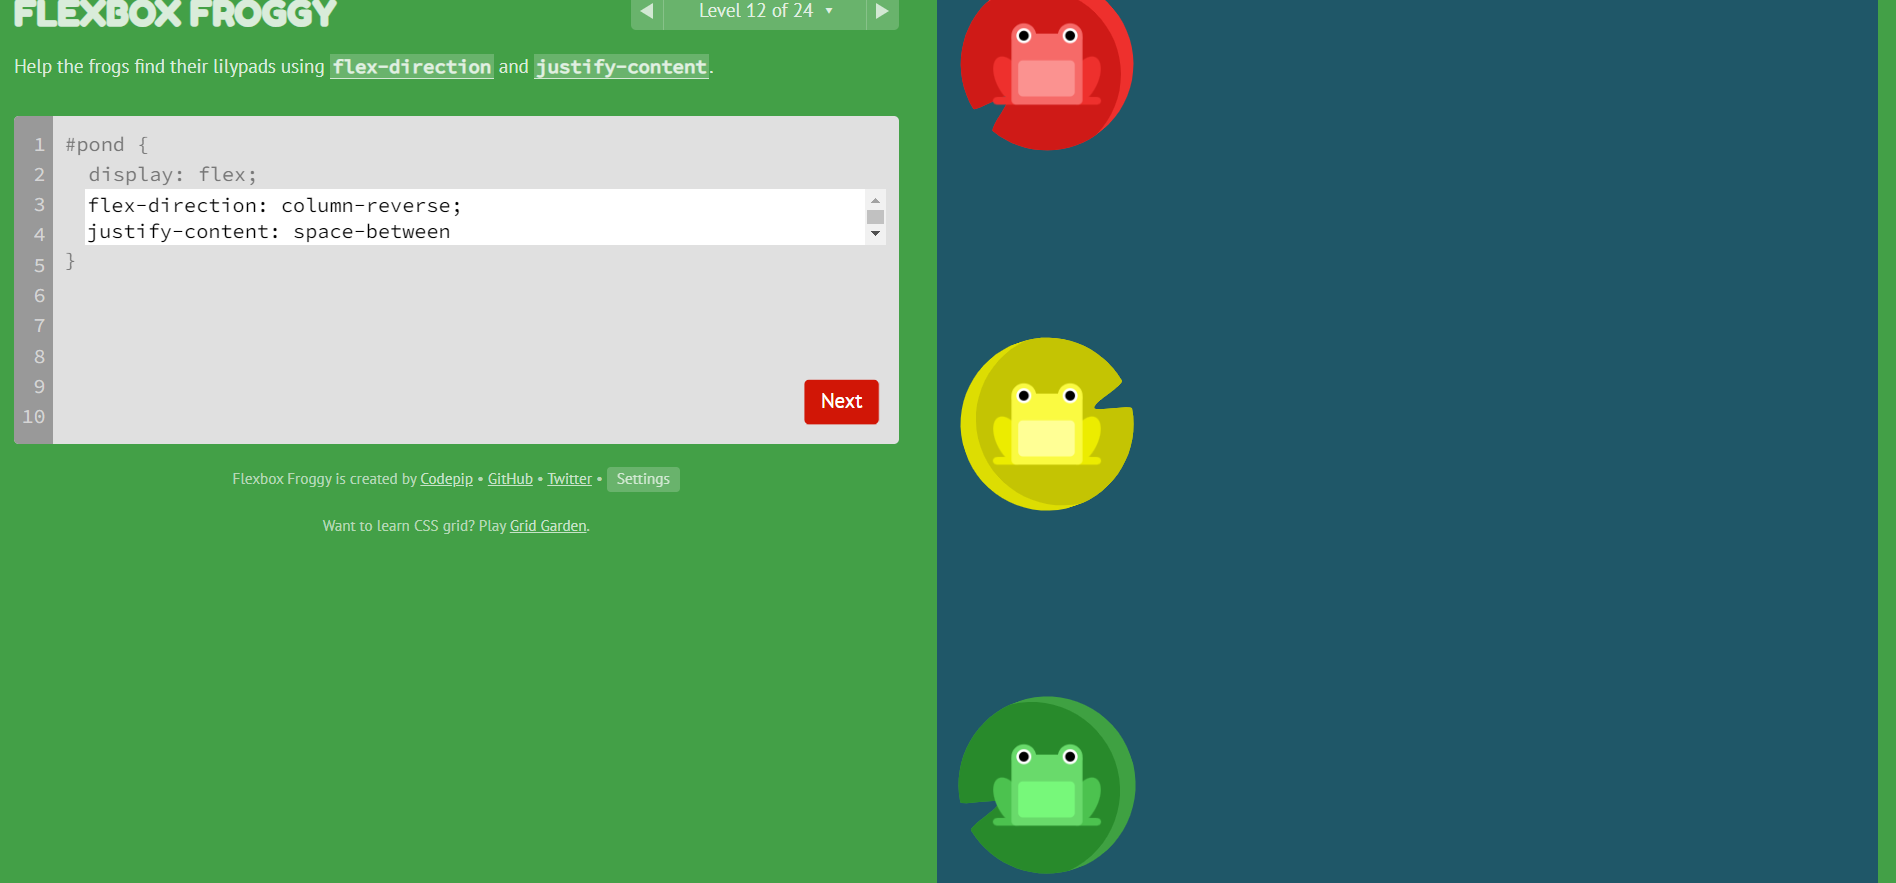 FLEXBOX FROGGY
◀ Level 12 of 24 ▼ ▶
Help the frogs find their lilypads using flex-direction and justify-content.
1 #pond {
2 display: flex;
3 flex-direction: column-reverse;
4 justify-content: space-between
5 }
6
7
8
9
10
Next
Flexbox Froggy is created by Codepip • GitHub • Twitter • Settings
Want to learn CSS grid? Play Grid Garden.